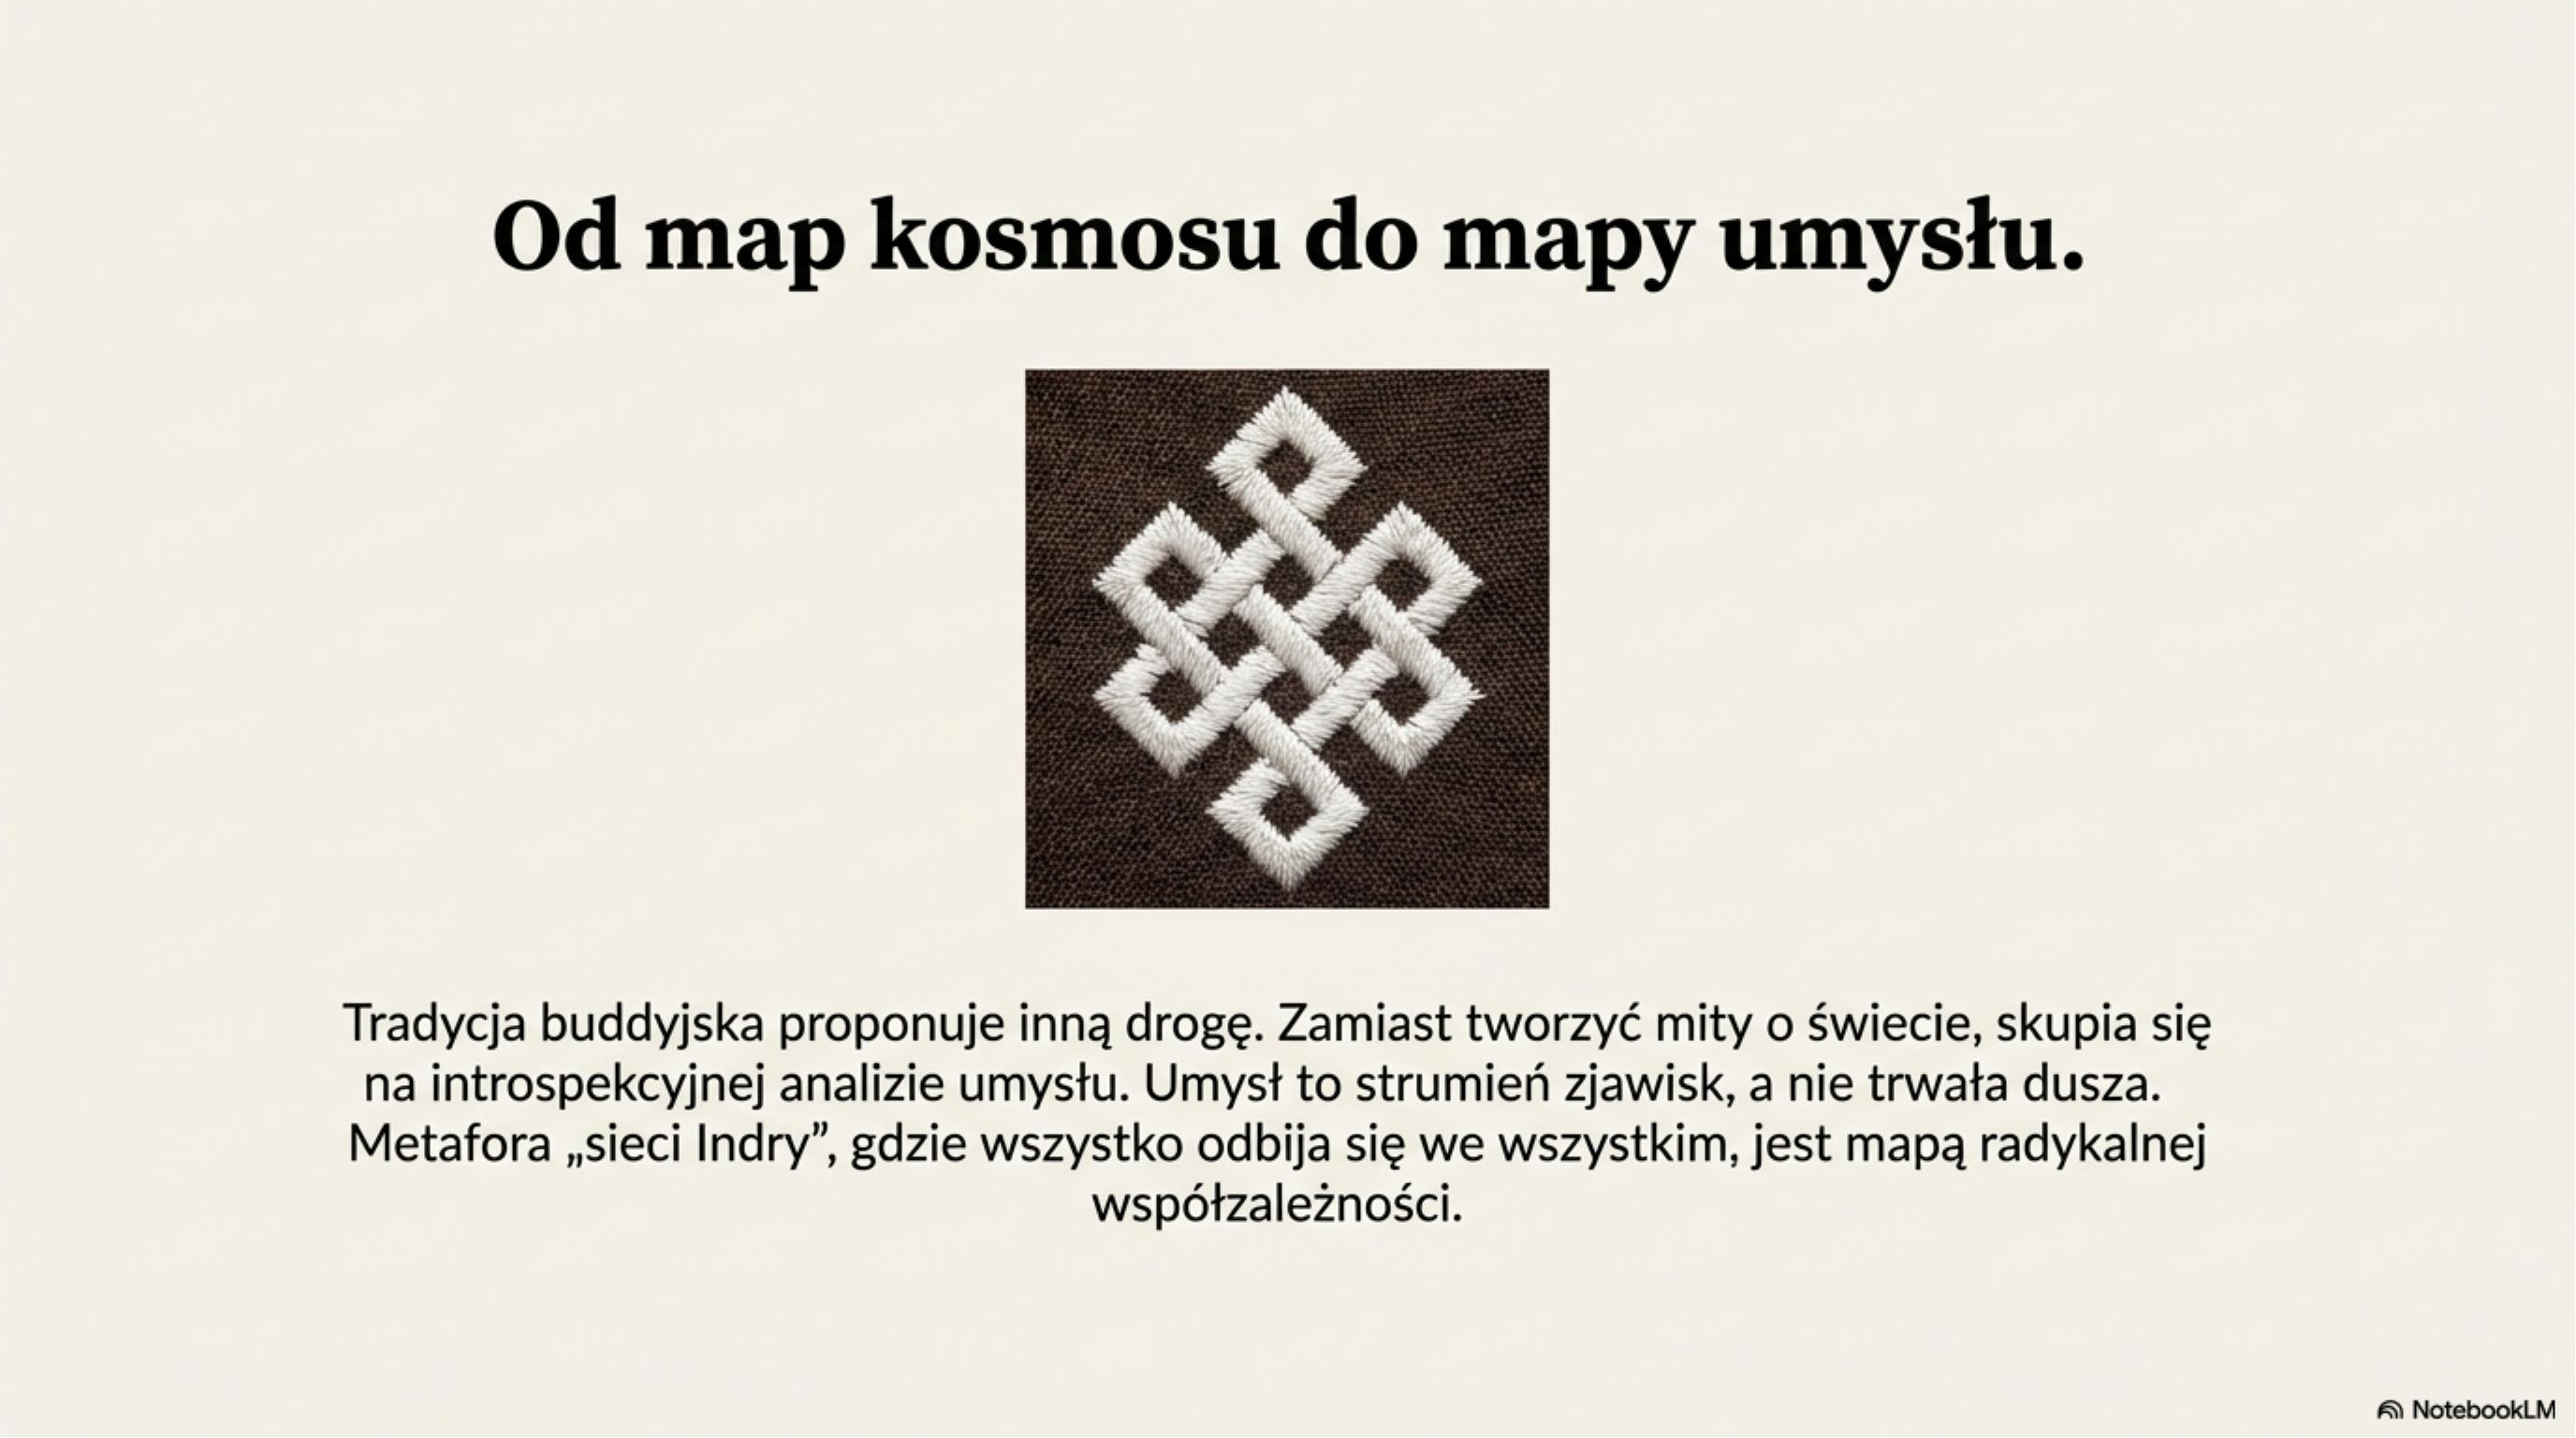 Od map kosmosu do mapy umysłu.
Tradycja buddyjska proponuje inną drogę. Zamiast tworzyć mity o świecie, skupia się
na introspekcyjnej analizie umysłu. Umysł to strumień zjawisk, a nie trwała dusza.
Metafora „sieci Indry”, gdzie wszystko odbija się we wszystkim, jest mapą radykalnej
współzależności.
NotebookLM